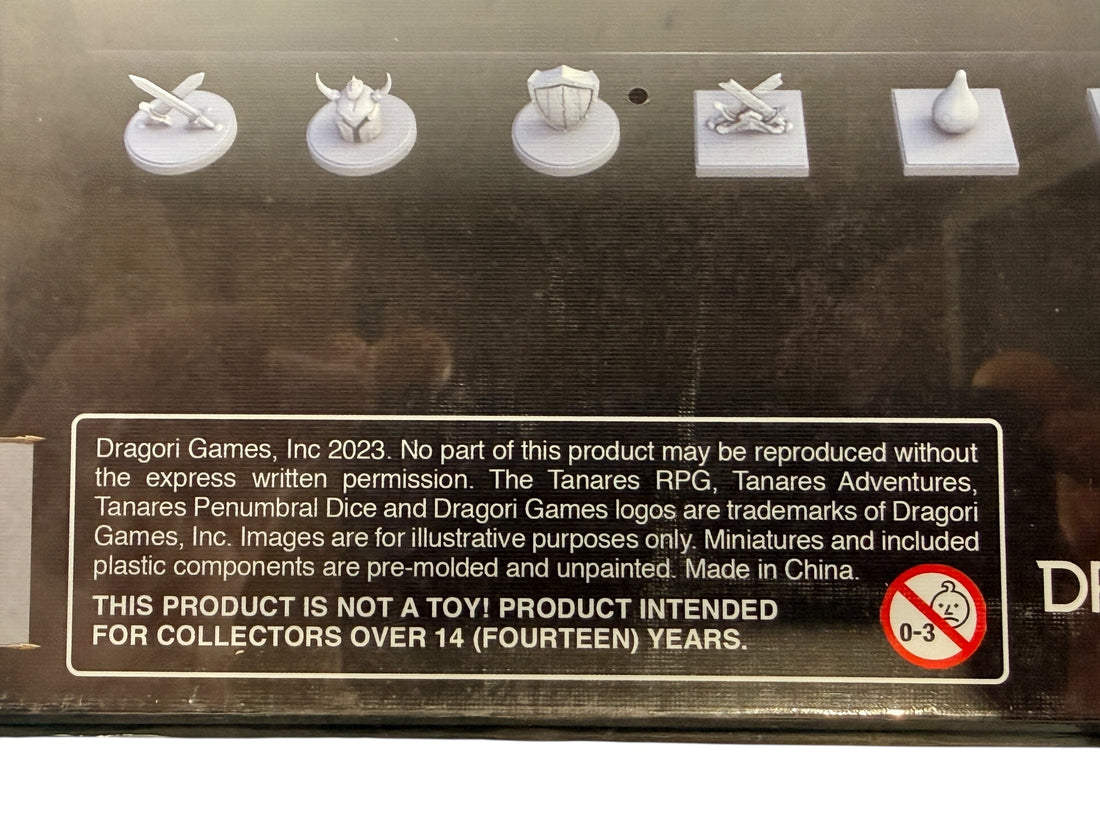 Dragori Games, Inc 2023. No part of this product may be reproduced without
the express written permission. The Tanares RPG, Tanares Adventures,
Tanares Penumbral Dice and Dragori Games logos are trademarks of Dragori
Games, Inc. Images are for illustrative purposes only. Miniatures and included
plastic components are pre-molded and unpainted. Made in China.
THIS PRODUCT IS NOT A TOY! PRODUCT INTENDED
FOR COLLECTORS OVER 14 (FOURTEEN) YEARS.
0-3